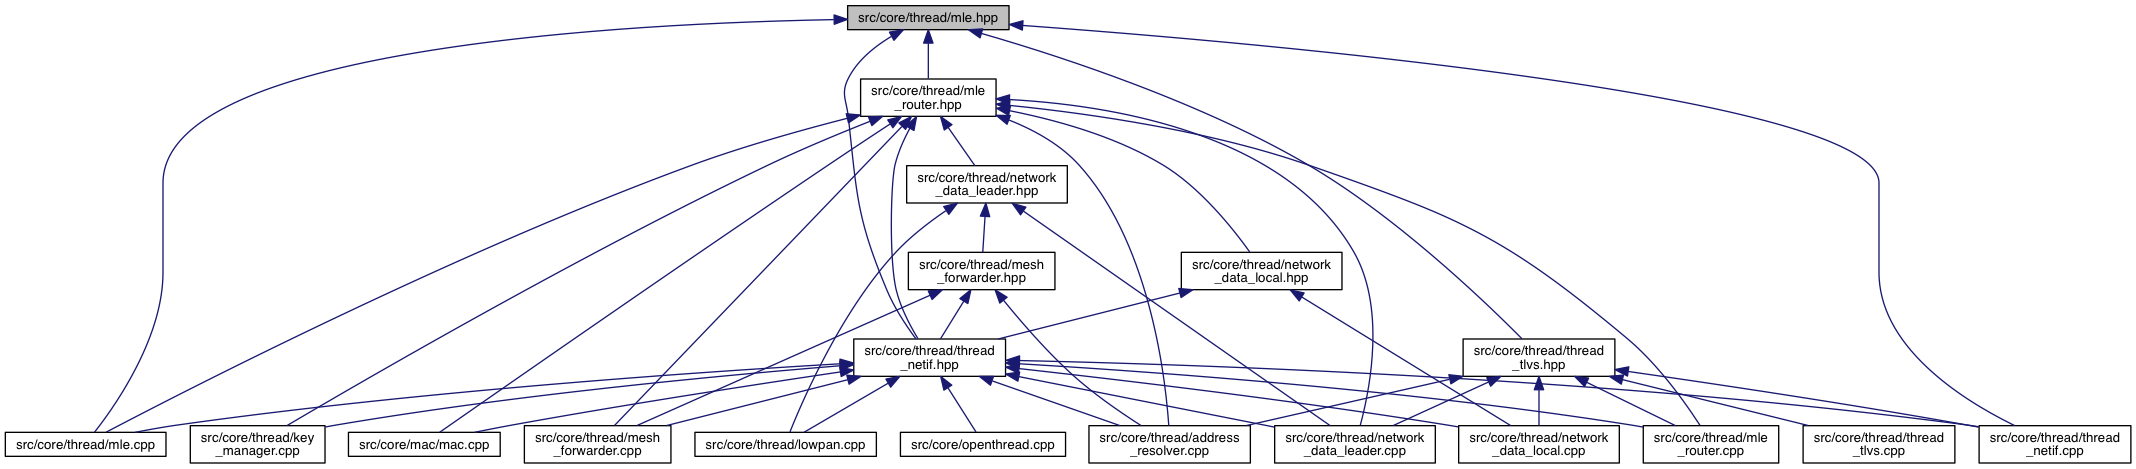 src/core/thread/mle.hpp
src/core/thread/mle
_router.hpp
src/core/thread/network
_data_leader.hpp
src/core/thread/mesh
_forwarder.hpp
src/core/thread/network
_data_local.hpp
src/core/thread/thread
_netif.hpp
src/core/thread/thread
_tlvs.hpp
src/core/thread/mle.cpp
src/core/thread/key
_manager.cpp
src/core/mac/mac.cpp
src/core/thread/mesh
_forwarder.cpp
src/core/thread/lowpan.cpp
src/core/openthread.cpp
src/core/thread/address
_resolver.cpp
src/core/thread/network
_data_leader.cpp
src/core/thread/network
_data_local.cpp
src/core/thread/mle
_router.cpp
src/core/thread/thread
_tlvs.cpp
src/core/thread/thread
_netif.cpp